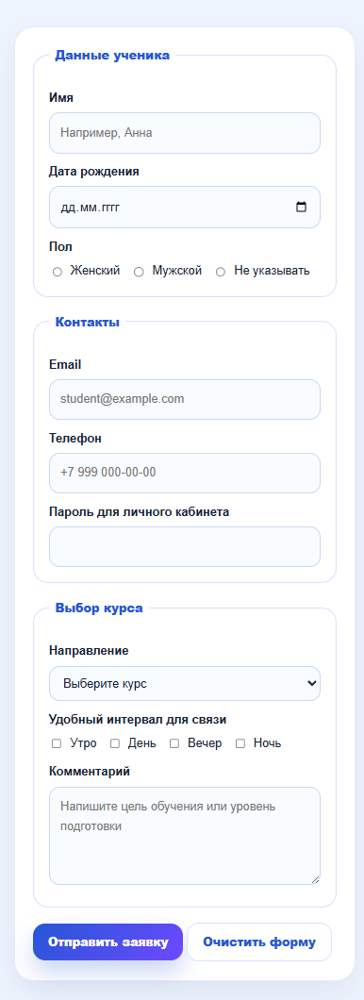 Данные ученика
Имя
Например, Анна
Дата рождения
дд.мм.гггг
Пол
Женский Мужской Не указывать
Контакты
Email
student@example.com
Телефон
+7 999 000-00-00
Пароль для личного кабинета
Выбор курса
Направление
Выберите курс
Удобный интервал для связи
Утро День Вечер Ночь
Комментарий
Напишите цель обучения или уровень
подготовки
Отправить заявку Очистить форму